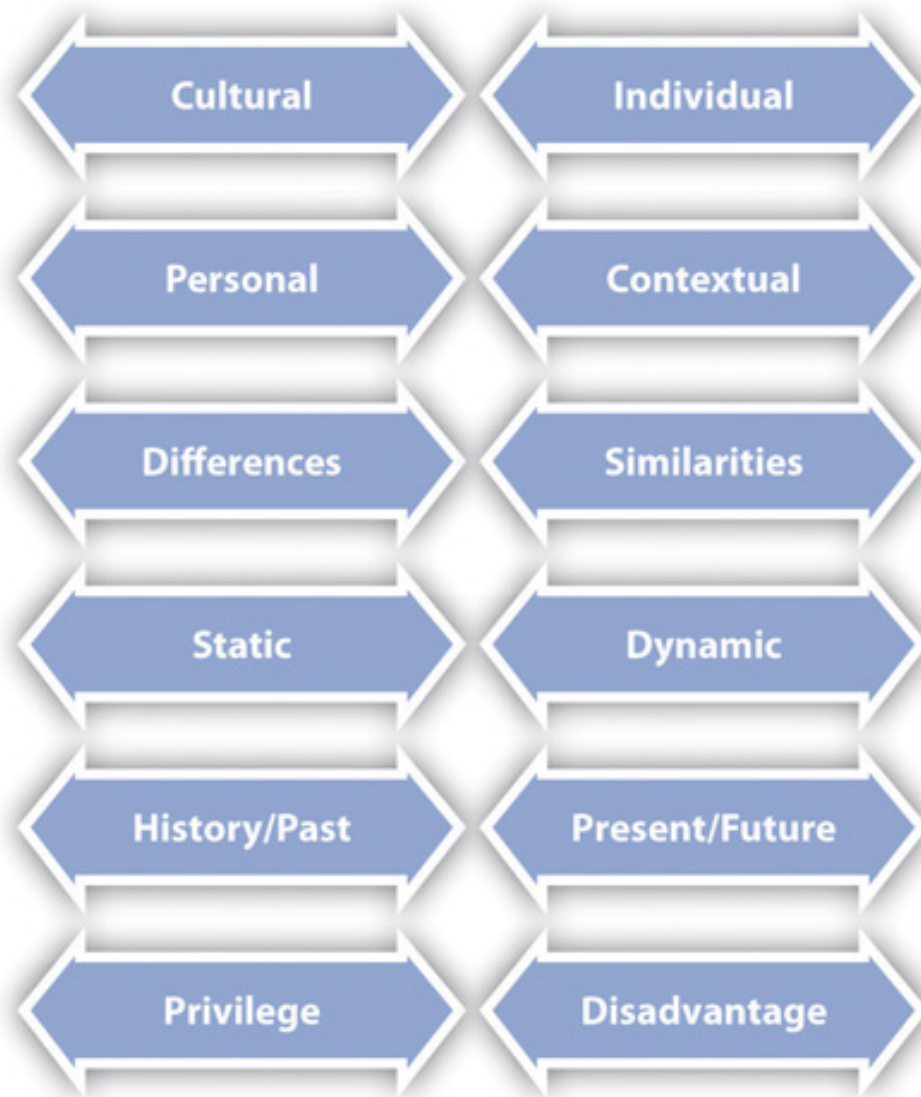 Cultural Individual
Personal Contextual
Differences Similarities
Static Dynamic
History/Past Present/Future
Privilege Disadvantage